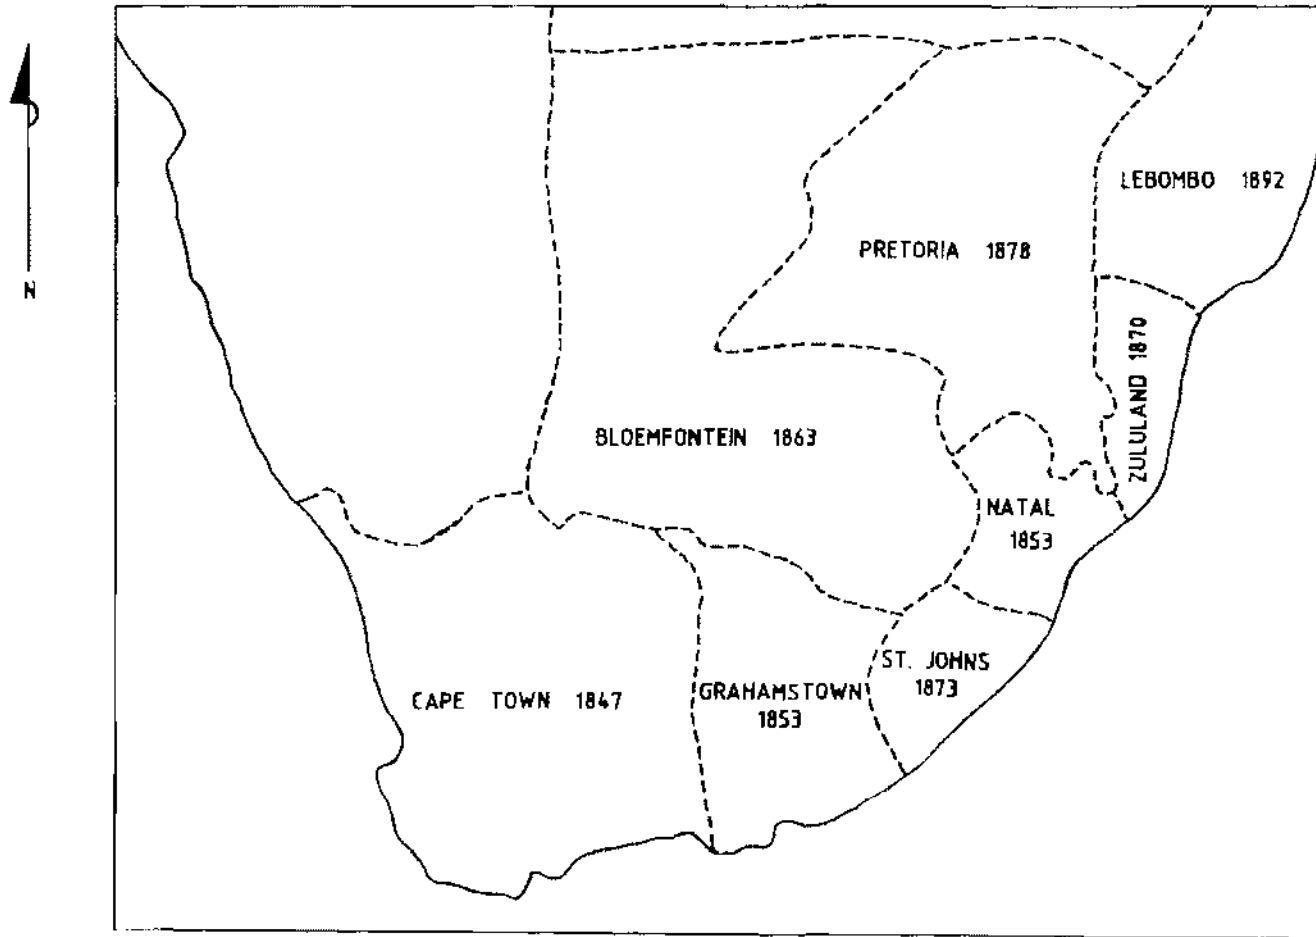 N
LEBOMBO 1892
PRETORIA 1878
ZULULAND 1870
BLOEMFONTEIN 1863
NATAL
1853
ST. JOHNS
1873
GRAHAMSTOWN
1853
CAPE TOWN 1847